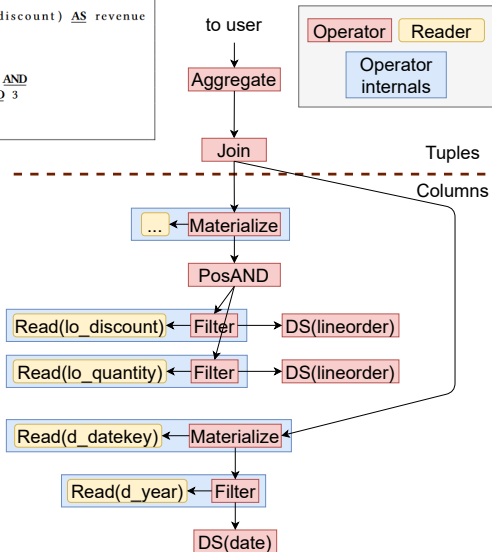 discount) AS revenue
AND
3
to user
Operator Reader
Operator
internals
Aggregate
Join
Tuples
Columns
... Materialize
PosAND
Read(lo_discount) Filter DS(lineorder)
Read(lo_quantity) Filter DS(lineorder)
Read(d_datekey) Materialize
Read(d_year) Filter
DS(date)